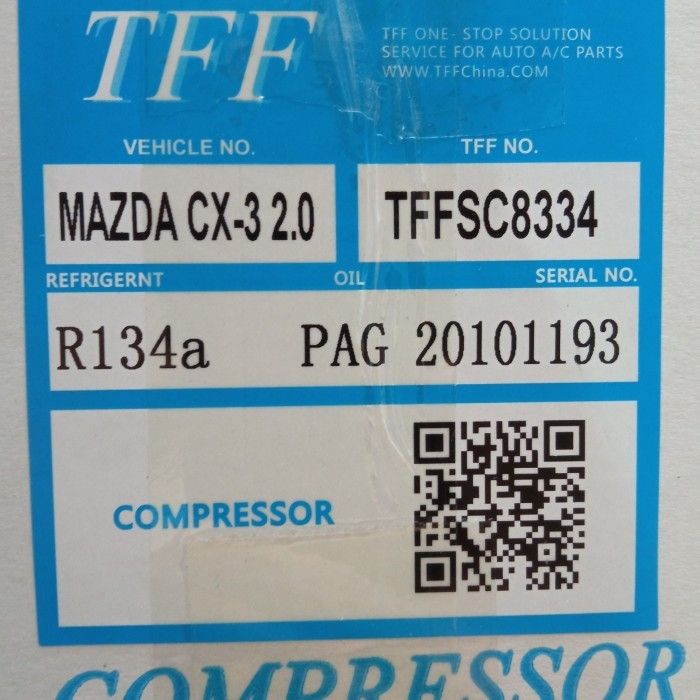 TFF
TFF ONE- STOP SOLUTION
SERVICE FOR AUTO A/C PARTS
WWW.TFFChina.COM
VEHICLE NO. TFF NO.
MAZDA CX-3 2.0 TFFSC8334
REFRIGERNT OIL SERIAL NO.
R134a PAG 20101193
COMPRESSOR
COMPRESSOR